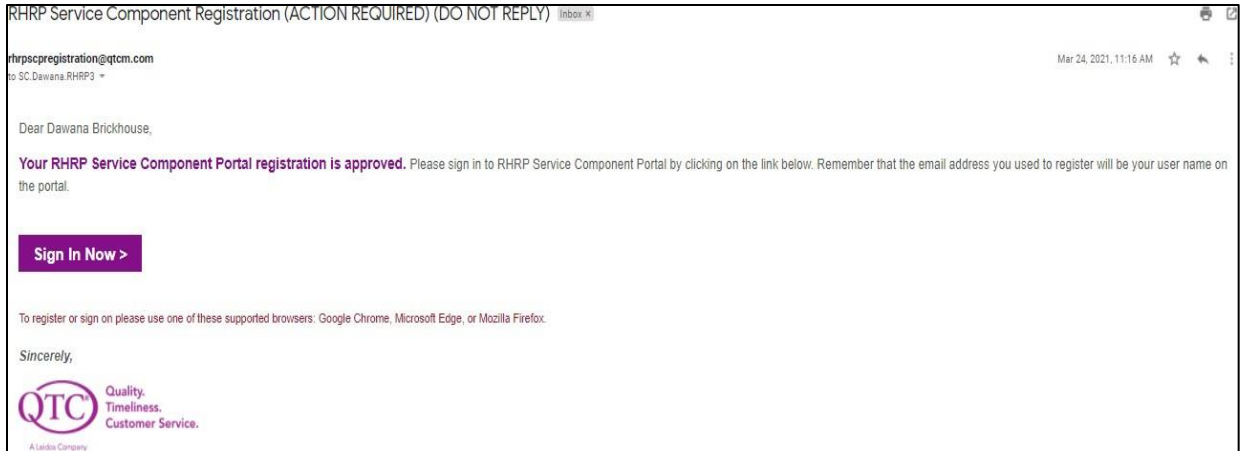 RHRP Service Component Registration (ACTION REQUIRED) (DO NOT REPLY) Inbox ×
rhrpscpregistration@qtcm.com
Mar 24, 2021, 11:16 AM
to SC.Dawana.RHRP3
Dear Dawana Brickhouse,
Your RHRP Service Component Portal registration is approved. Please sign in to RHRP Service Component Portal by clicking on the link below. Remember that the email address you used to register will be your user name on
the portal.
Sign In Now >
To register or sign on please use one of these supported browsers: Google Chrome, Microsoft Edge, or Mozilla Firefox.
Sincerely,
QTC®
Quality.
Timeliness.
Customer Service.
A Leidos Company